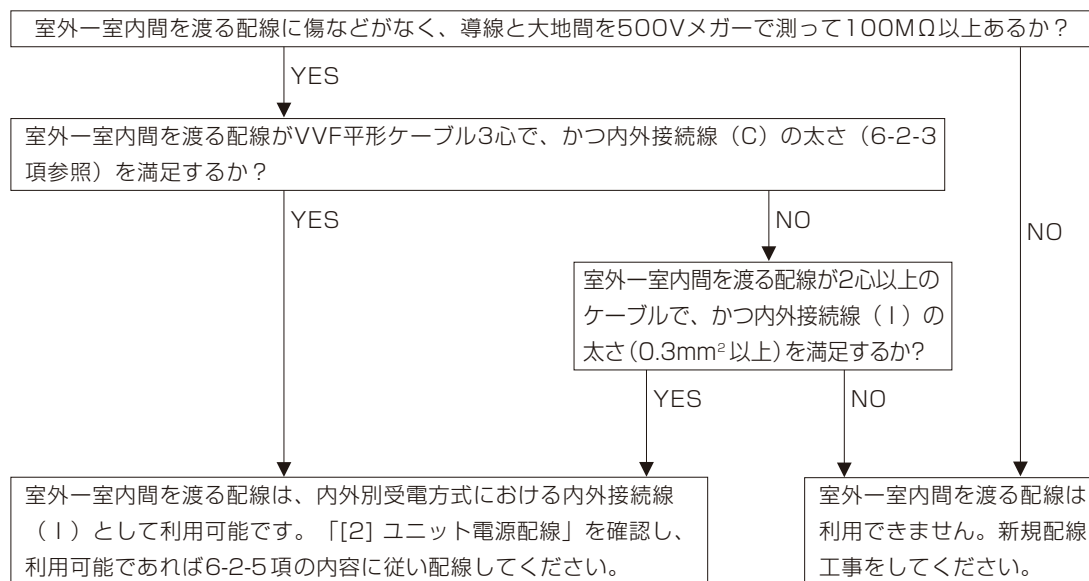 室外ー室内間を渡る配線に傷などがなく、導線と大地間を500Vメガーで測って100MΩ以上あるか？
YES
室外ー室内間を渡る配線がVVF平形ケーブル3心で、かつ内外接続線（C）の太さ（6-2-3
項参照）を満足するか？
YES
NO
NO
室外ー室内間を渡る配線が2心以上の
ケーブルで、かつ内外接続線（I）の
太さ（0.3mm²以上）を満足するか?
YES
NO
室外ー室内間を渡る配線は、内外別受電方式における内外接続線
（I）として利用可能です。「[2] ユニット電源配線」を確認し、
利用可能であれば6-2-5項の内容に従い配線してください。
室外ー室内間を渡る配線は
利用できません。新規配線
工事をしてください。